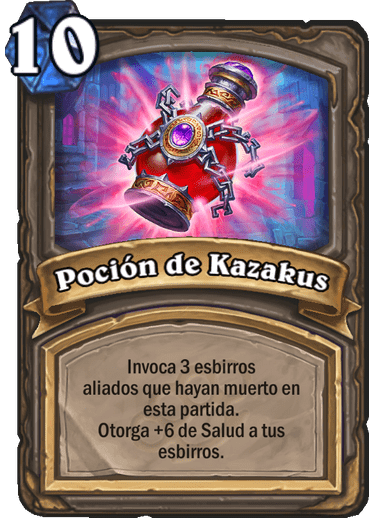 10
Poción de Kazakus
Invoca 3 esbirros
aliados que hayan muerto en
esta partida.
Otorga +6 de Salud a tus
esbirros.